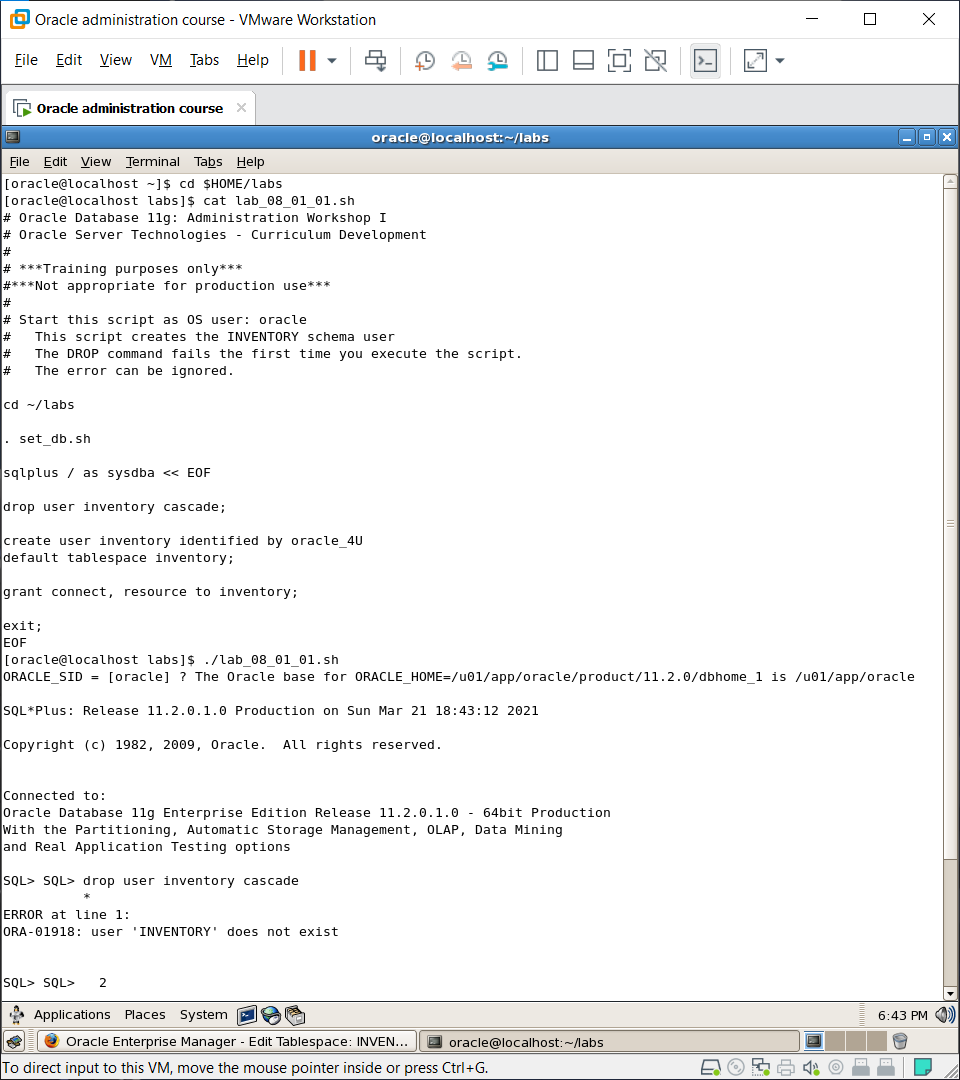 Oracle administration course - VMware Workstation
File Edit View VM Tabs Help
Oracle administration course
oracle@localhost:~/labs
File Edit View Terminal Tabs Help
[oracle@localhost ~]$ cd $HOME/labs
[oracle@localhost labs]$ cat lab_08_01_01.sh
# Oracle Database 11g: Administration Workshop I
# Oracle Server Technologies - Curriculum Development
#
# ***Training purposes only***
#***Not appropriate for production use***
#
# Start this script as OS user: oracle
#   This script creates the INVENTORY schema user
#   The DROP command fails the first time you execute the script.
#   The error can be ignored.
cd ~/labs
. set_db.sh
sqlplus / as sysdba << EOF
drop user inventory cascade;
create user inventory identified by oracle_4U
default tablespace inventory;
grant connect, resource to inventory;
exit;
EOF
[oracle@localhost labs]$ ./lab_08_01_01.sh
ORACLE_SID = [oracle] ? The Oracle base for ORACLE_HOME=/u01/app/oracle/product/11.2.0/dbhome_1 is /u01/app/oracle
SQL*Plus: Release 11.2.0.1.0 Production on Sun Mar 21 18:43:12 2021
Copyright (c) 1982, 2009, Oracle.  All rights reserved.
Connected to:
Oracle Database 11g Enterprise Edition Release 11.2.0.1.0 - 64bit Production
With the Partitioning, Automatic Storage Management, OLAP, Data Mining
and Real Application Testing options
SQL> SQL> drop user inventory cascade
          *
ERROR at line 1:
ORA-01918: user 'INVENTORY' does not exist
SQL> SQL>   2
Applications Places System 6:43 PM
Oracle Enterprise Manager - Edit Tablespace: INVEN... oracle@localhost:~/labs
To direct input to this VM, move the mouse pointer inside or press Ctrl+G.